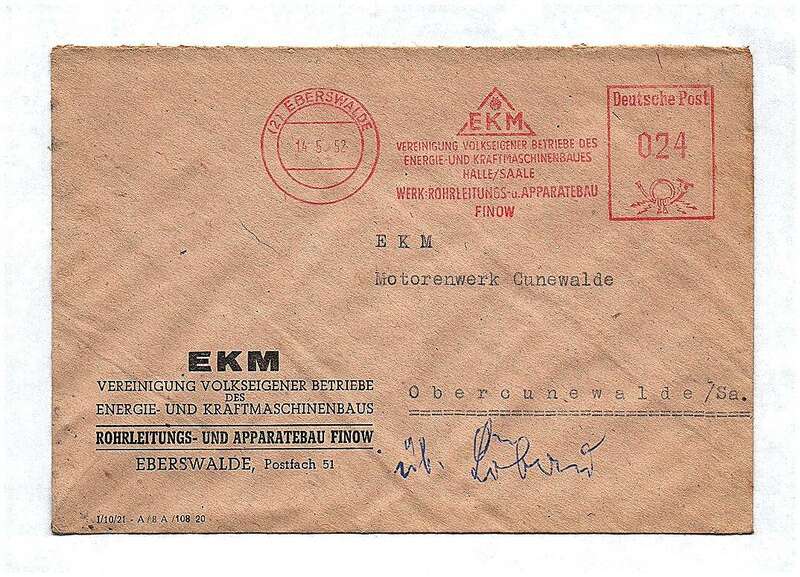 (2) EBERSWALDE
14.5.52
EKM
VEREINIGUNG VOLKSEIGENER BETRIEBE DES
ENERGIE-UND KRAFTMASCHINENBAUES
HALLE/SAALE
WERK:ROHRLEITUNGS-u.APPARATEBAU
FINOW
Deutsche Post
024
E K M
Motorenwerk Cunewalde
Obercunewalde/Sa.
üb. Löbau
EKM
VEREINIGUNG VOLKSEIGENER BETRIEBE
DES
ENERGIE- UND KRAFTMASCHINENBAUS
ROHRLEITUNGS- UND APPARATEBAU FINOW
EBERSWALDE, Postfach 51
I/10/21 - A / 8 A /108 20